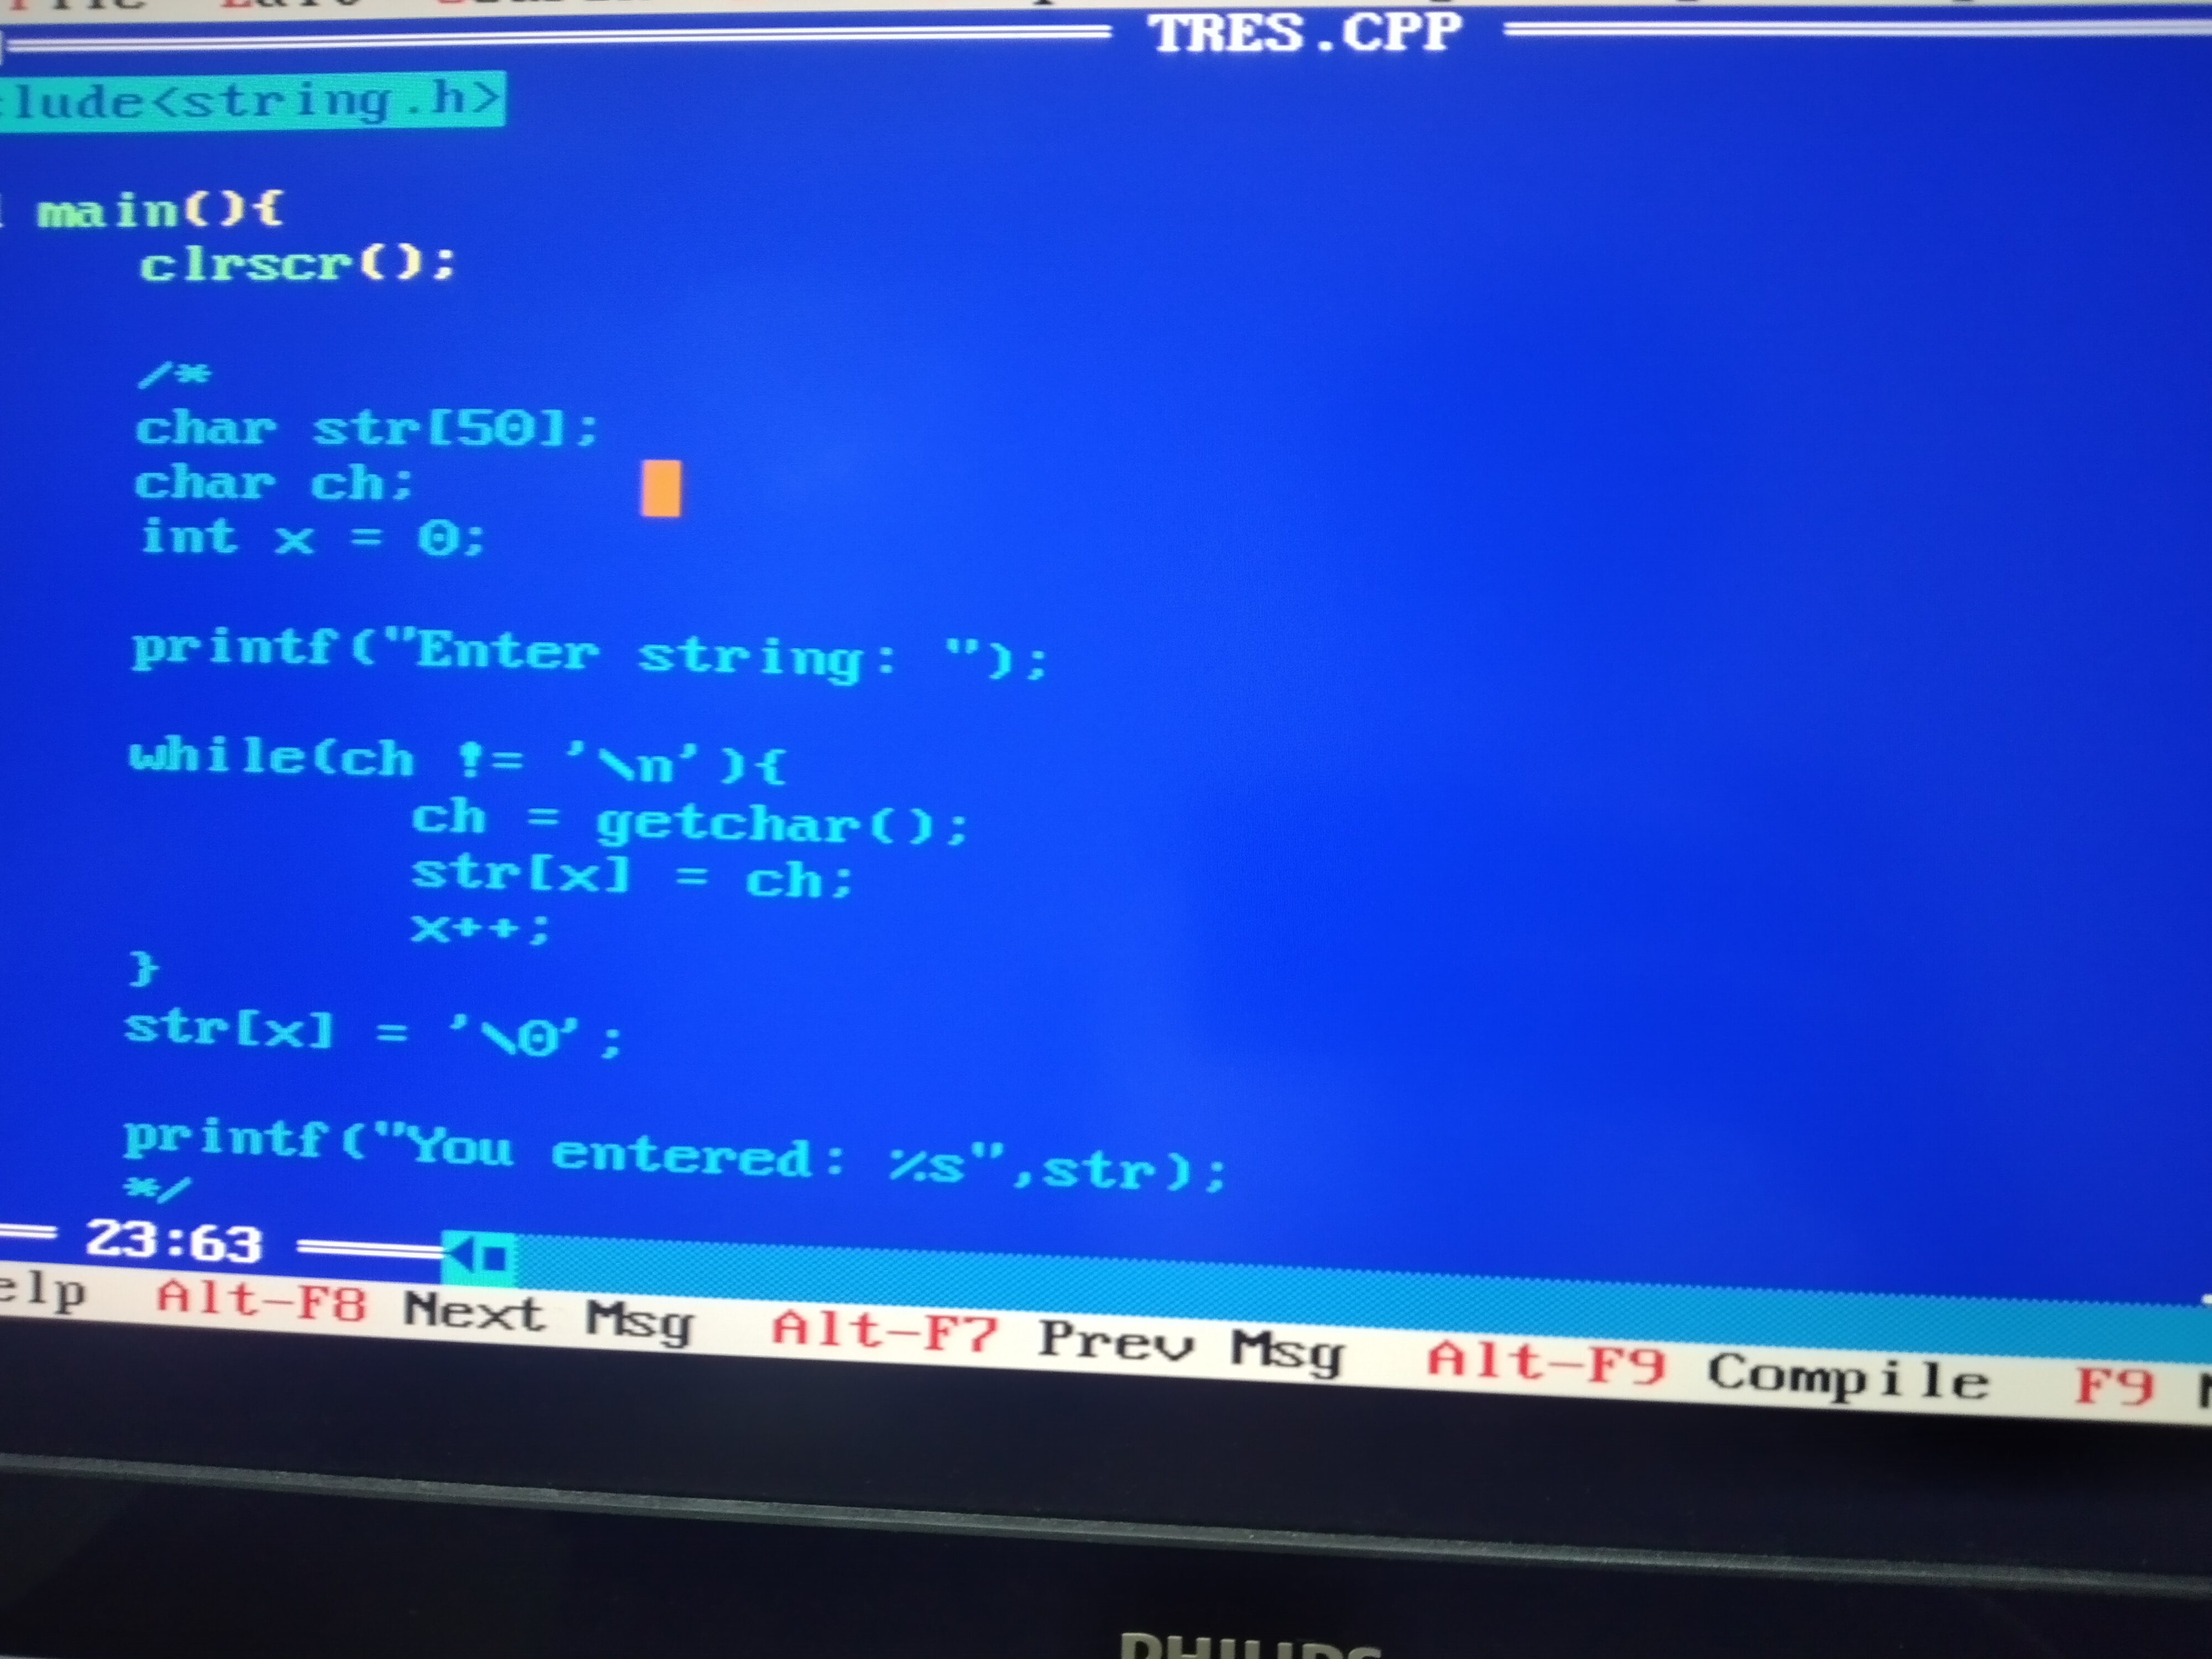 TRES.CPP
clude<string.h>
main(){
clrscr();
/*
char str[50];
char ch;
int x = 0;
printf("Enter string: ");
while(ch != '\n'){
ch = getchar();
str[x] = ch;
x++;
}
str[x] = '\0';
printf("You entered: %s",str);
*/
23:63
elp Alt-F8 Next Msg Alt-F7 Prev Msg Alt-F9 Compile F9
PHILIPS